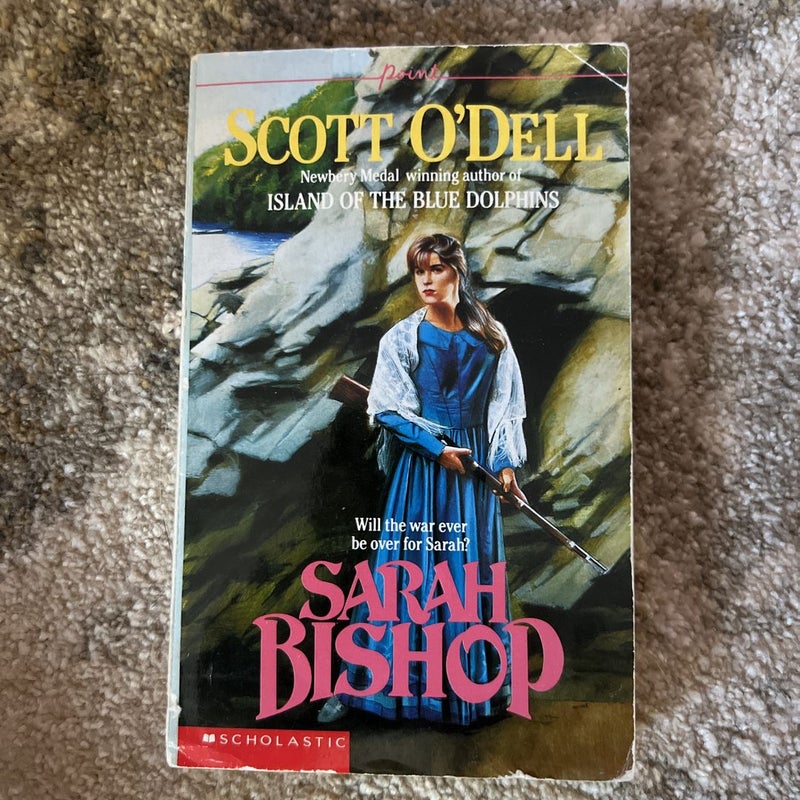 Point
SCOTT O'DELL
Newbery Medal winning author of
ISLAND OF THE BLUE DOLPHINS
Will the war ever
be over for Sarah?
SARAH
BISHOP
SCHOLASTIC